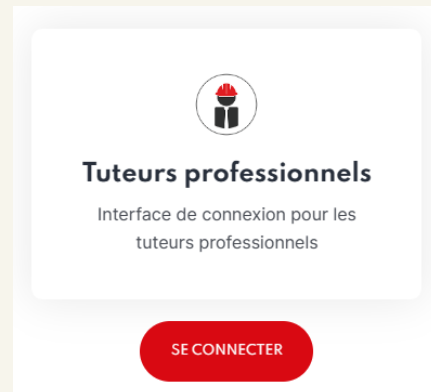 Tuteurs professionnels
Interface de connexion pour les
tuteurs professionnels
SE CONNECTER